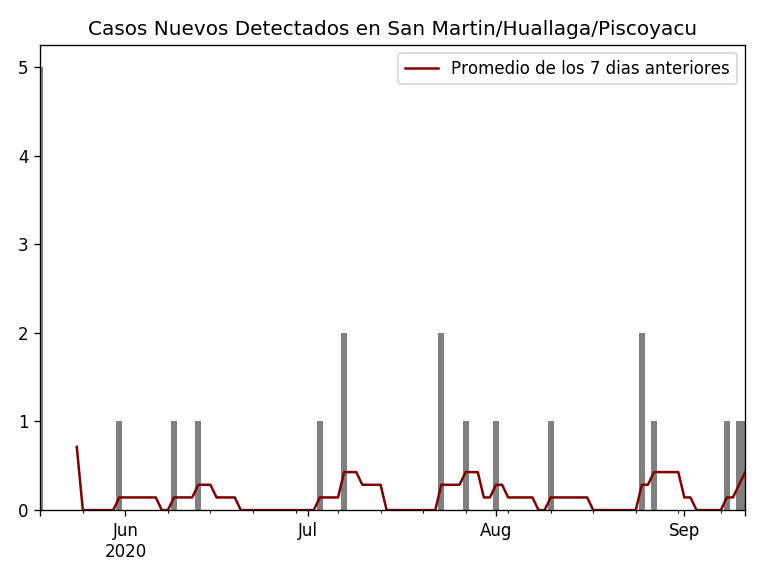 Casos Nuevos Detectados en San Martin/Huallaga/Piscoyacu
Promedio de los 7 dias anteriores
5
4
3
2
1
0
Jun
2020
Jul
Aug
Sep